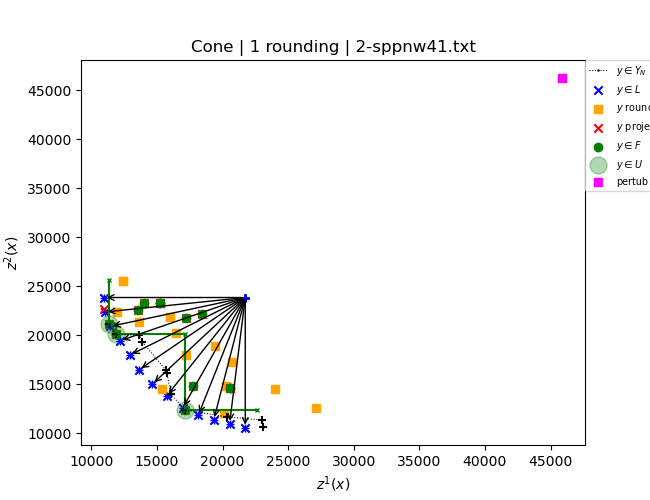 Cone | 1 rounding | 2-sppnw41.txt
45000
40000
35000
30000
25000
20000
15000
10000
z²(x)
10000 15000 20000 25000 30000 35000 40000 45000
z¹(x)
y ∈ Y_N
y ∈ L
y roun
y proje
y ∈ F
y ∈ U
pertub